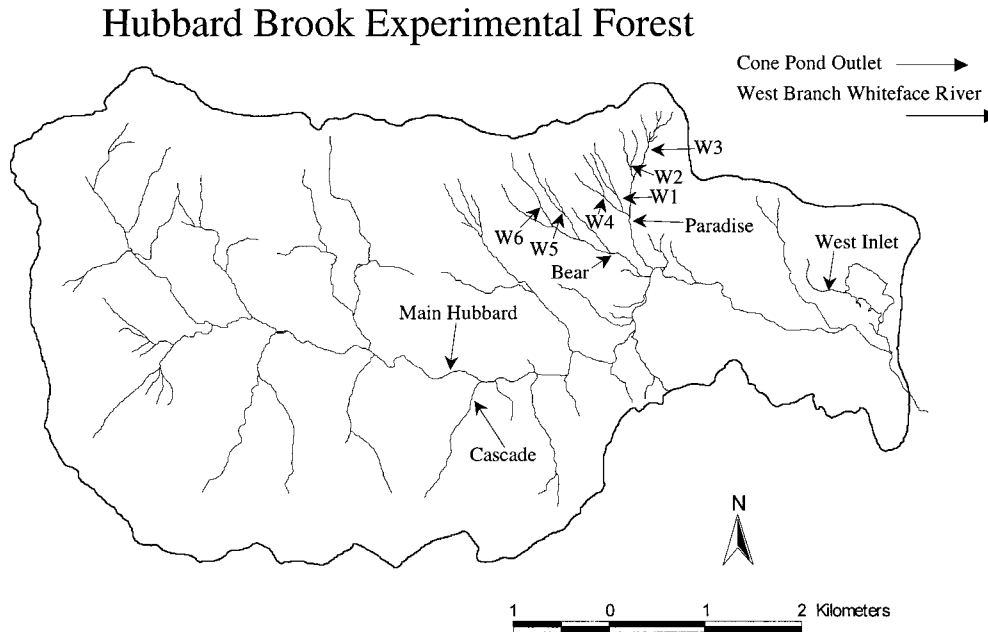 Hubbard Brook Experimental Forest
Cone Pond Outlet
West Branch Whiteface River
W3
W2
W1
W4
Paradise
W6
W5
West Inlet
Bear
Main Hubbard
Cascade
N
1 0 1 2 Kilometers